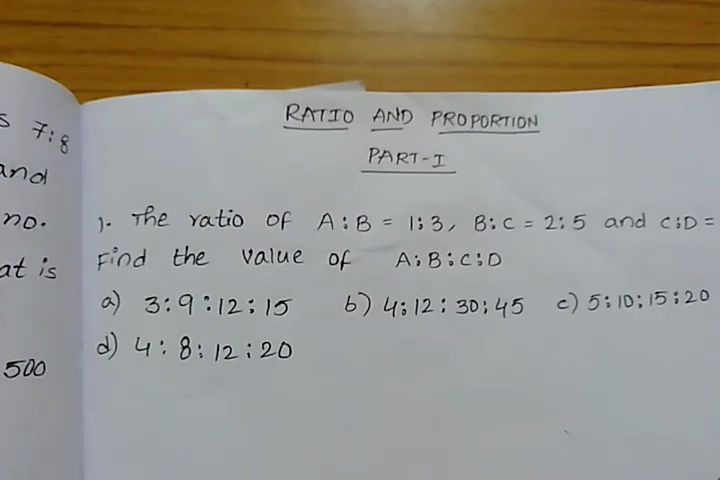 s 7:8
and
no.
at is
500
RATIO AND PROPORTION
PART-I
1. The ratio of A:B = 1:3, B:C = 2:5 and C:D =
Find the value of A:B:C:D
a) 3:9:12:15 b) 4:12:30:45 c) 5:10:15:20
d) 4:8:12:20